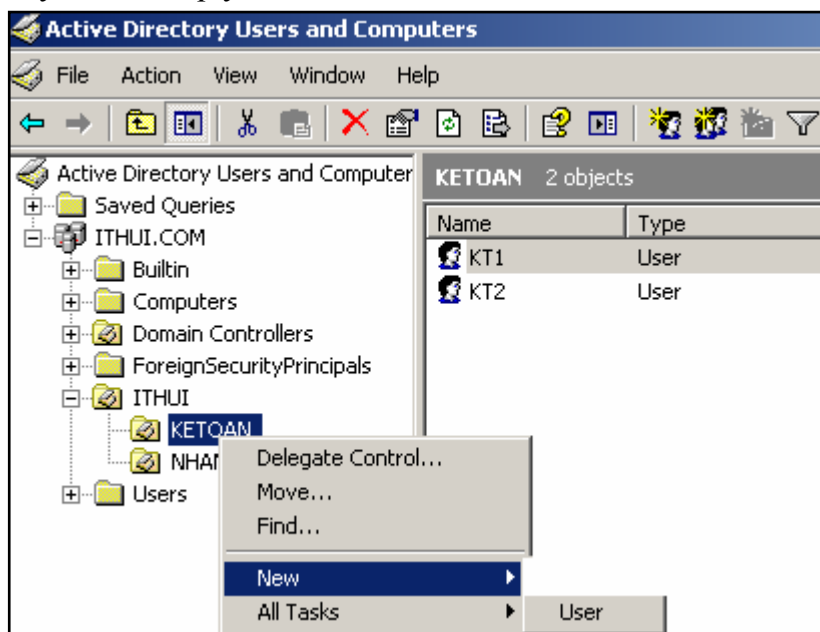 Active Directory Users and Computers
File Action View Window Help
Active Directory Users and Computer
Saved Queries
ITHUI.COM
Builtin
Computers
Domain Controllers
ForeignSecurityPrincipals
ITHUI
KETOAN
NHAN
Users
KETOAN 2 objects
Name Type
KT1 User
KT2 User
Delegate Control...
Move...
Find...
New
All Tasks
User